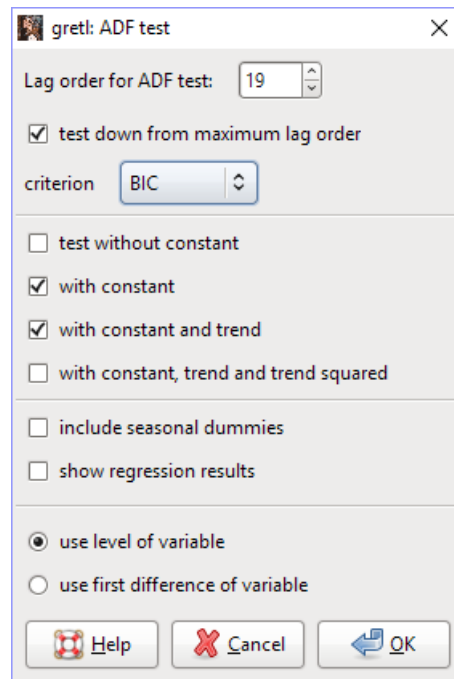 gretl: ADF test
Lag order for ADF test: 19
test down from maximum lag order
criterion BIC
test without constant
with constant
with constant and trend
with constant, trend and trend squared
include seasonal dummies
show regression results
use level of variable
use first difference of variable
Help Cancel OK